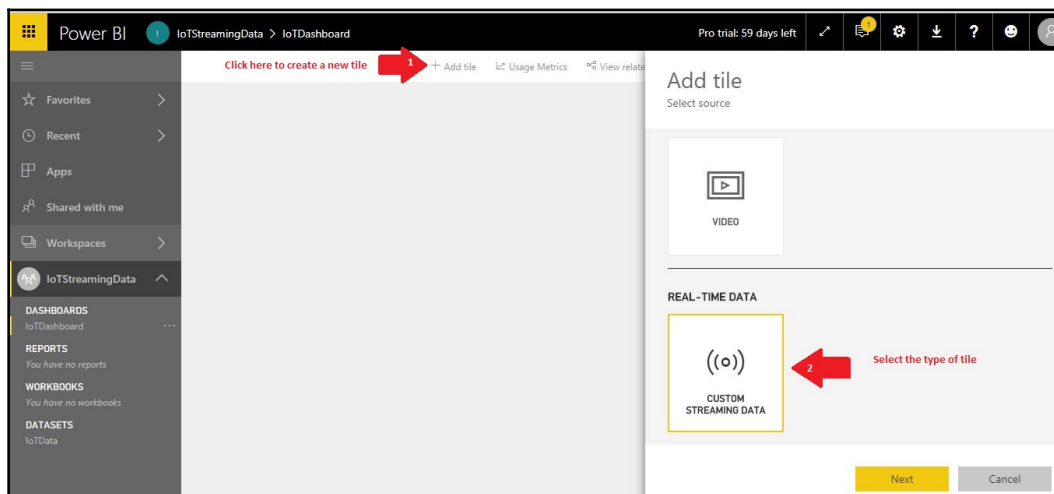 Power BI
I
IoTStreamingData > IoTDashboard
Pro trial: 59 days left
1
?
Click here to create a new tile
1
+ Add tile
Usage Metrics
View relate
Favorites
Recent
Apps
Shared with me
Workspaces
IoTStreamingData
DASHBOARDS
IoTDashboard
...
REPORTS
You have no reports
WORKBOOKS
You have no workbooks
DATASETS
IoTData
Add tile
Select source
VIDEO
REAL-TIME DATA
CUSTOM
STREAMING DATA
2
Select the type of tile
Next
Cancel